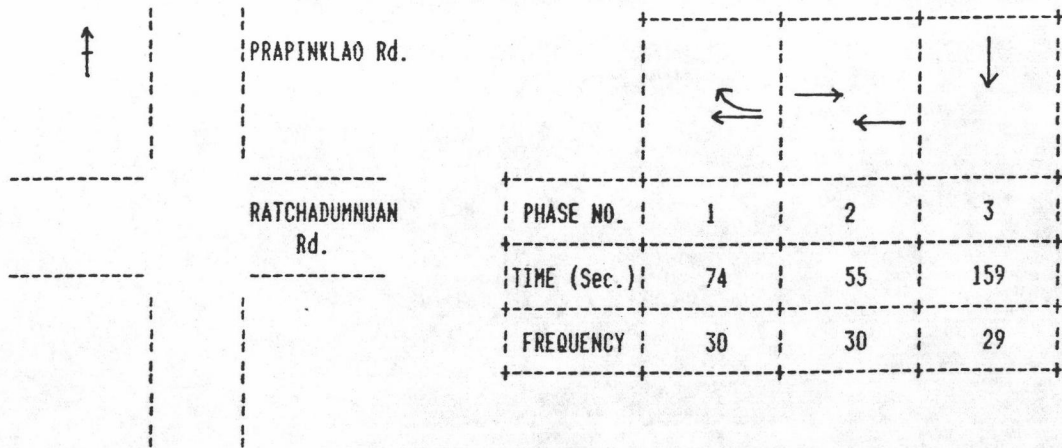 PRAPINKLAO Rd.
RATCHADUMNUAN
Rd.
PHASE NO. 1 2 3
TIME (Sec.) 74 55 159
FREQUENCY 30 30 29